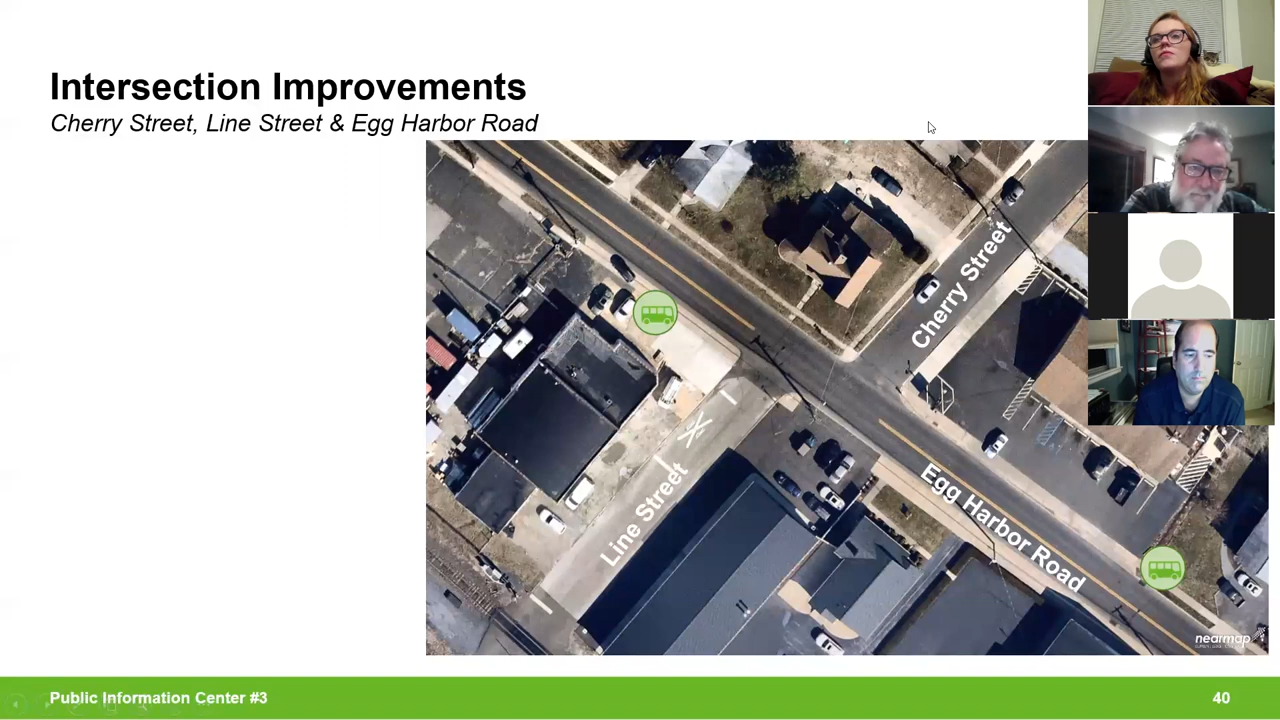 Intersection Improvements
Cherry Street, Line Street & Egg Harbor Road
Cherry Street
Line Street
Egg Harbor Road
nearmap
Public Information Center #3
40